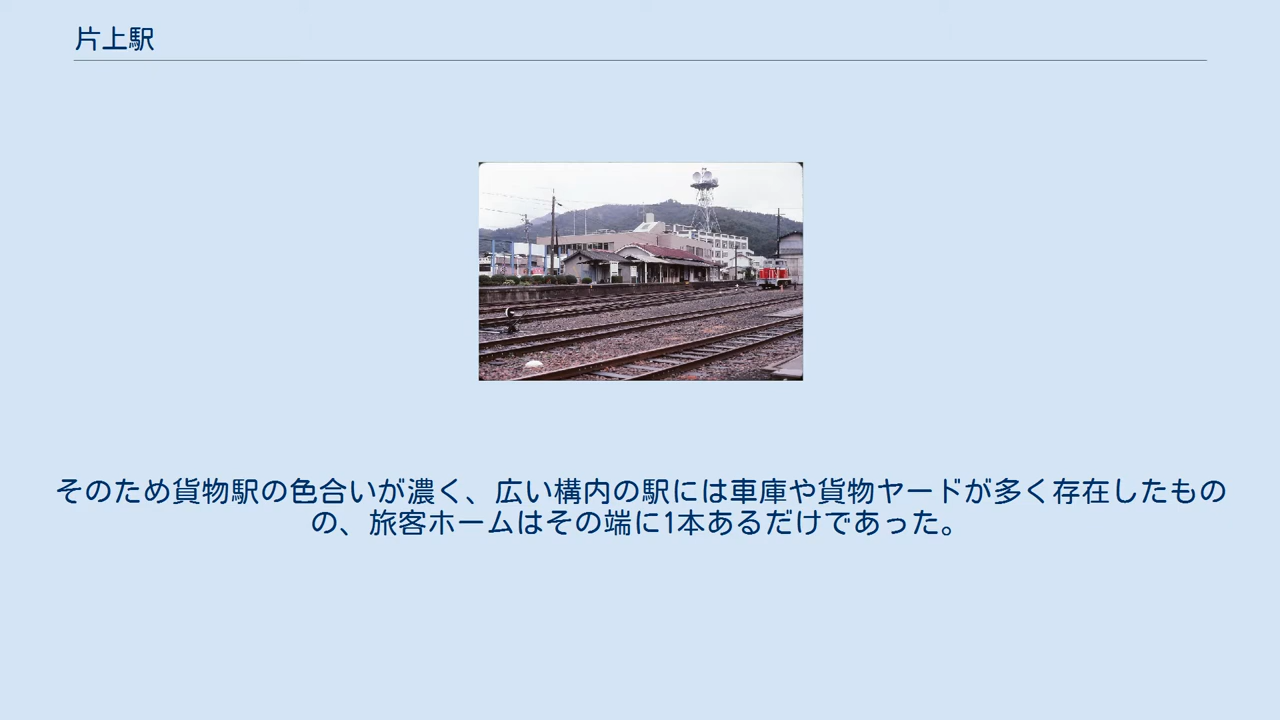 片上駅
そのため貨物駅の色合いが濃く、広い構内の駅には車庫や貨物ヤードが多く存在したもの
の、旅客ホームはその端に1本あるだけであった。